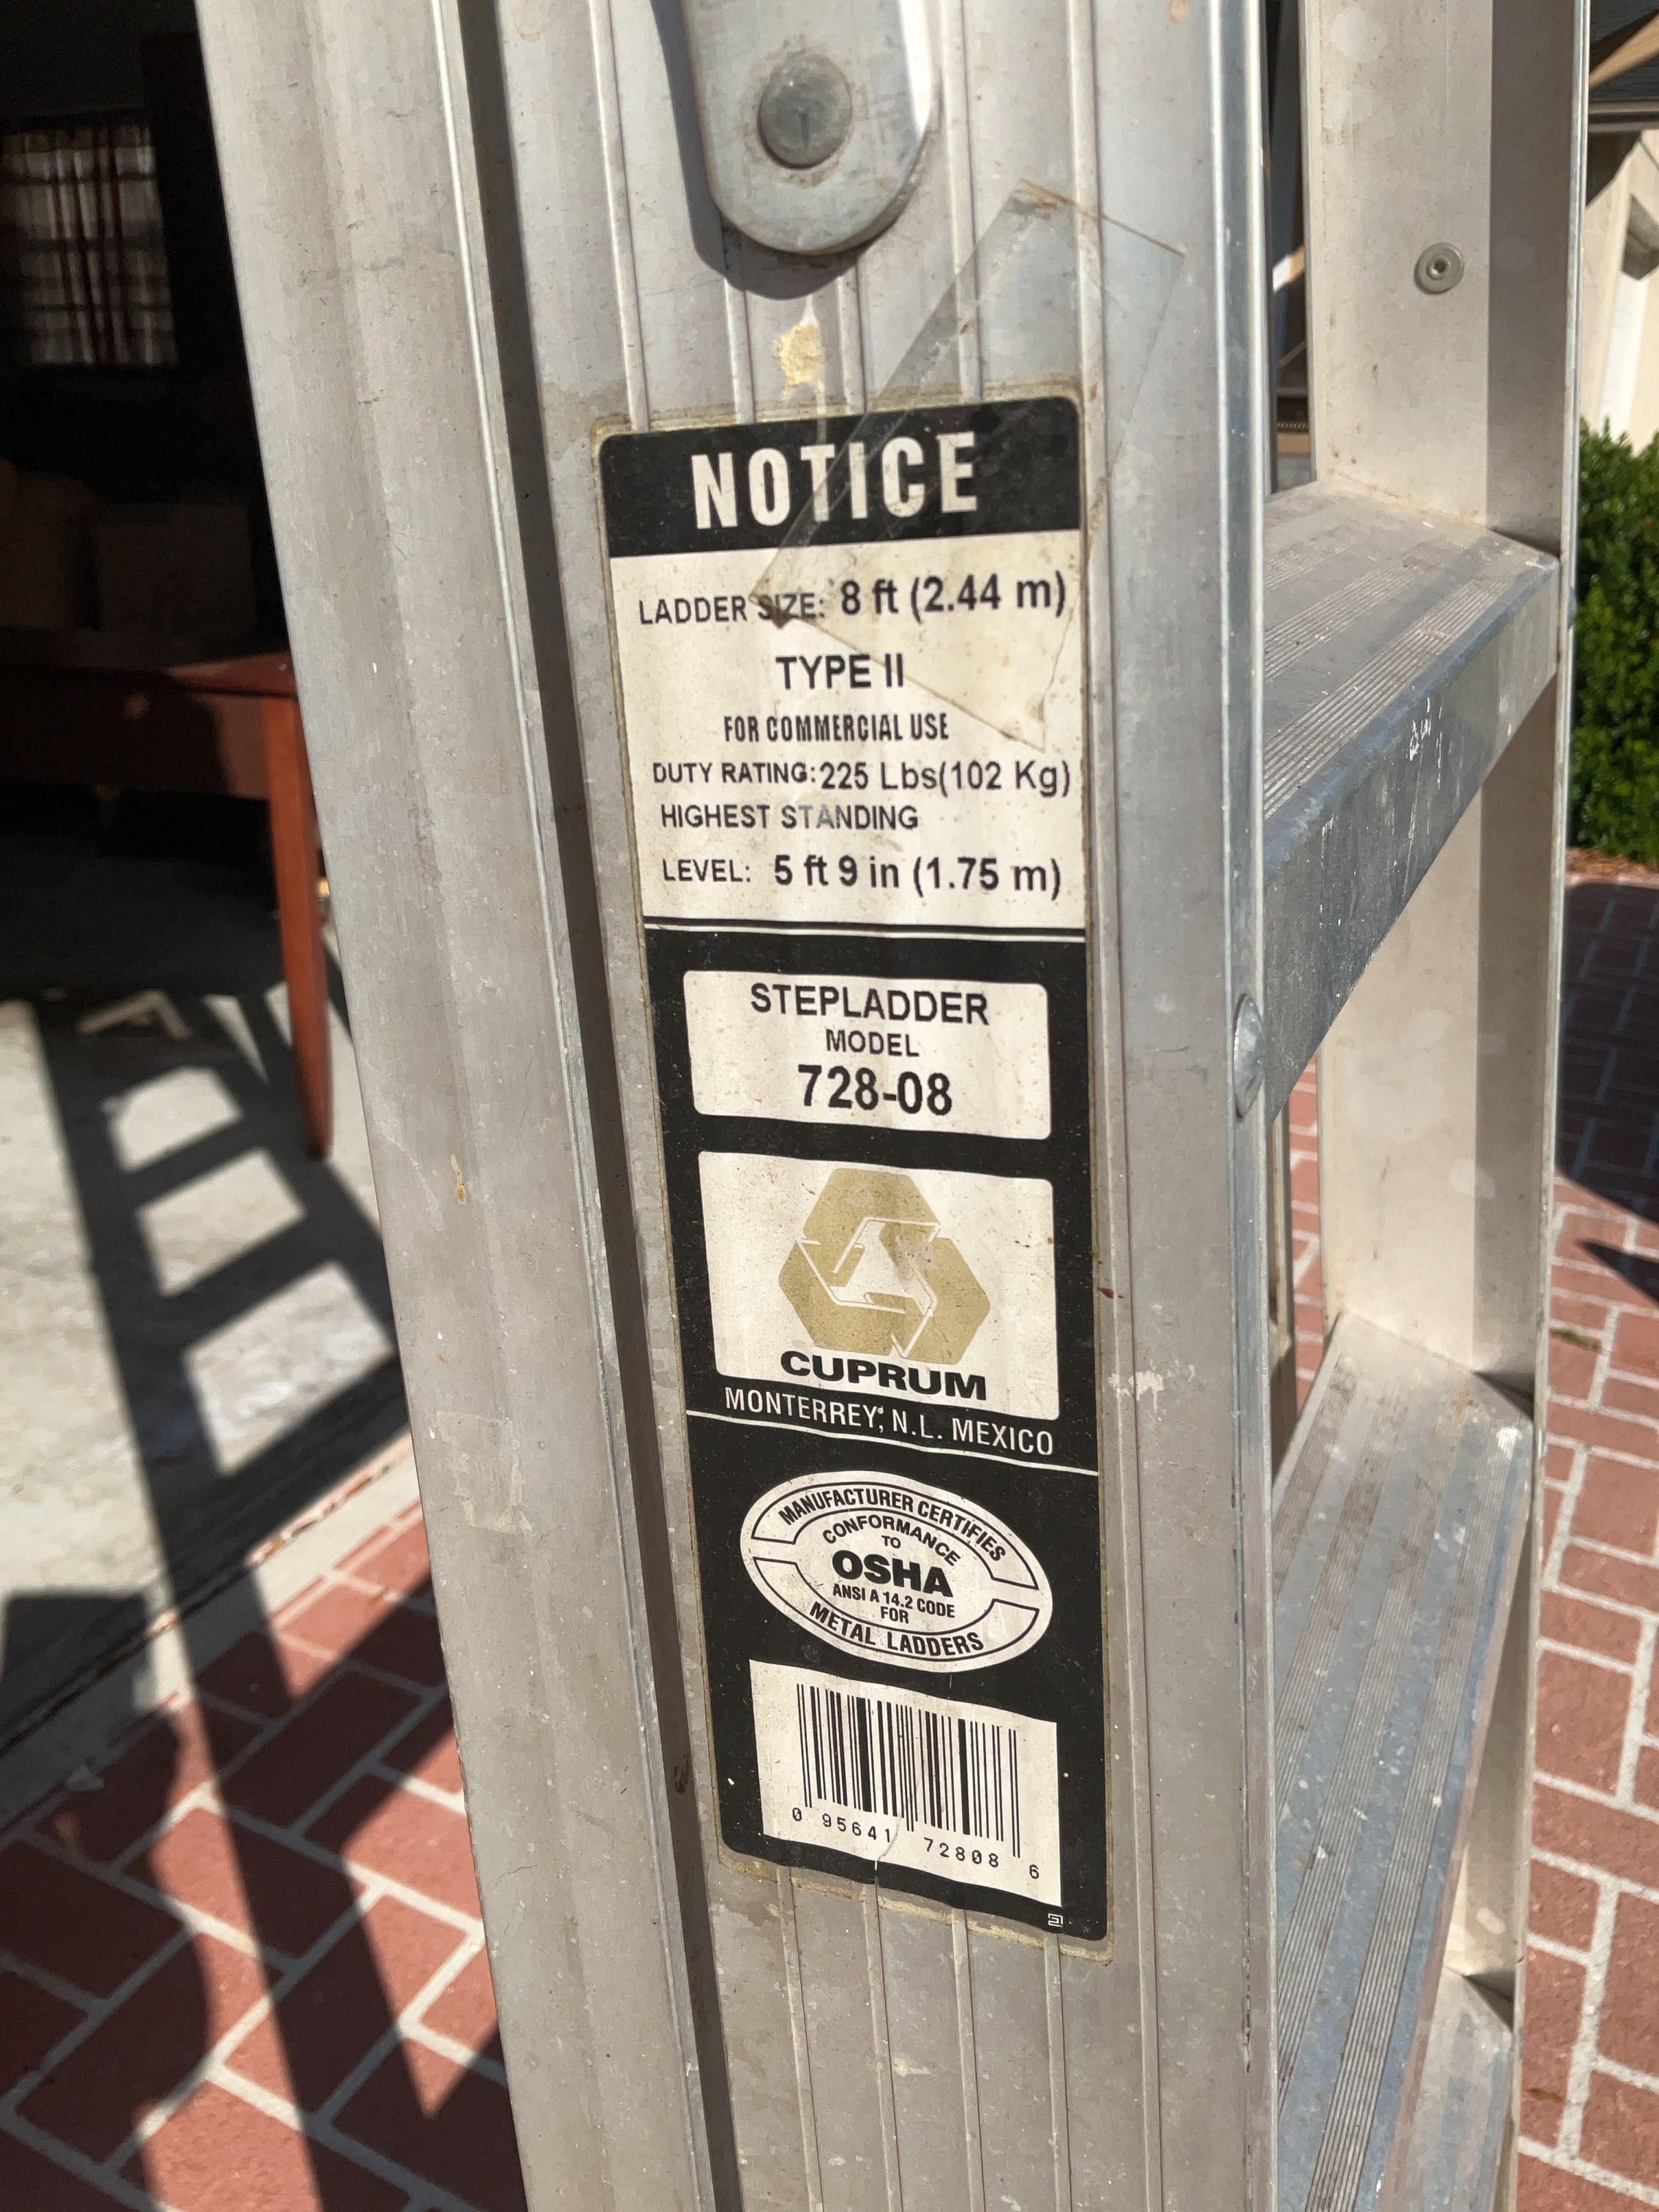 NOTICE
LADDER SIZE: 8 ft (2.44 m)
TYPE II
FOR COMMERCIAL USE
DUTY RATING:225 Lbs(102 Kg)
HIGHEST STANDING
LEVEL: 5 ft 9 in (1.75 m)
STEPLADDER
MODEL
728-08
CUPRUM
MONTERREY, N.L. MEXICO
MANUFACTURER CERTIFIES
CONFORMANCE
TO
OSHA
ANSI A 14.2 CODE
FOR
METAL LADDERS
0 95641 72808 6